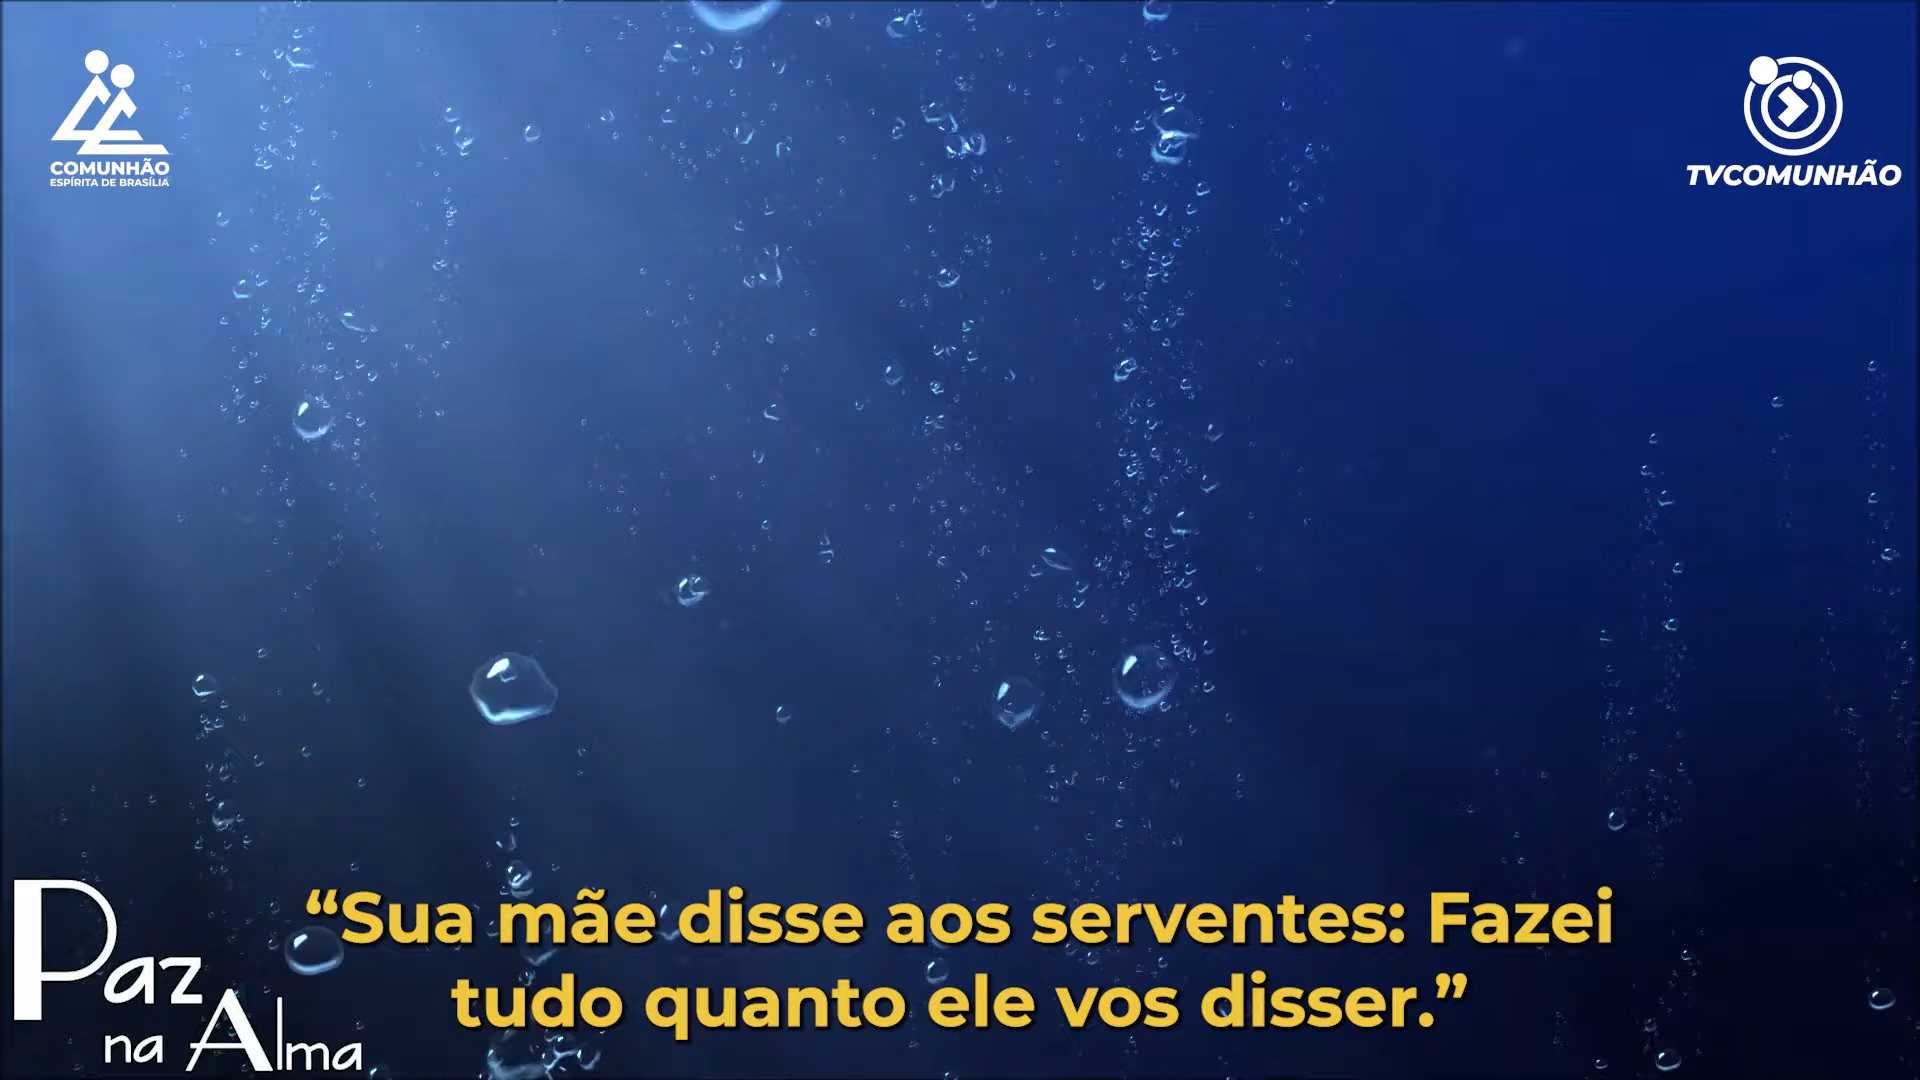 COMUNHÃO
ESPÍRITA DE BRASÍLIA
TVCOMUNHÃO
“Sua mãe disse aos serventes: Fazei
tudo quanto ele vos disser.”
Paz
na Alma